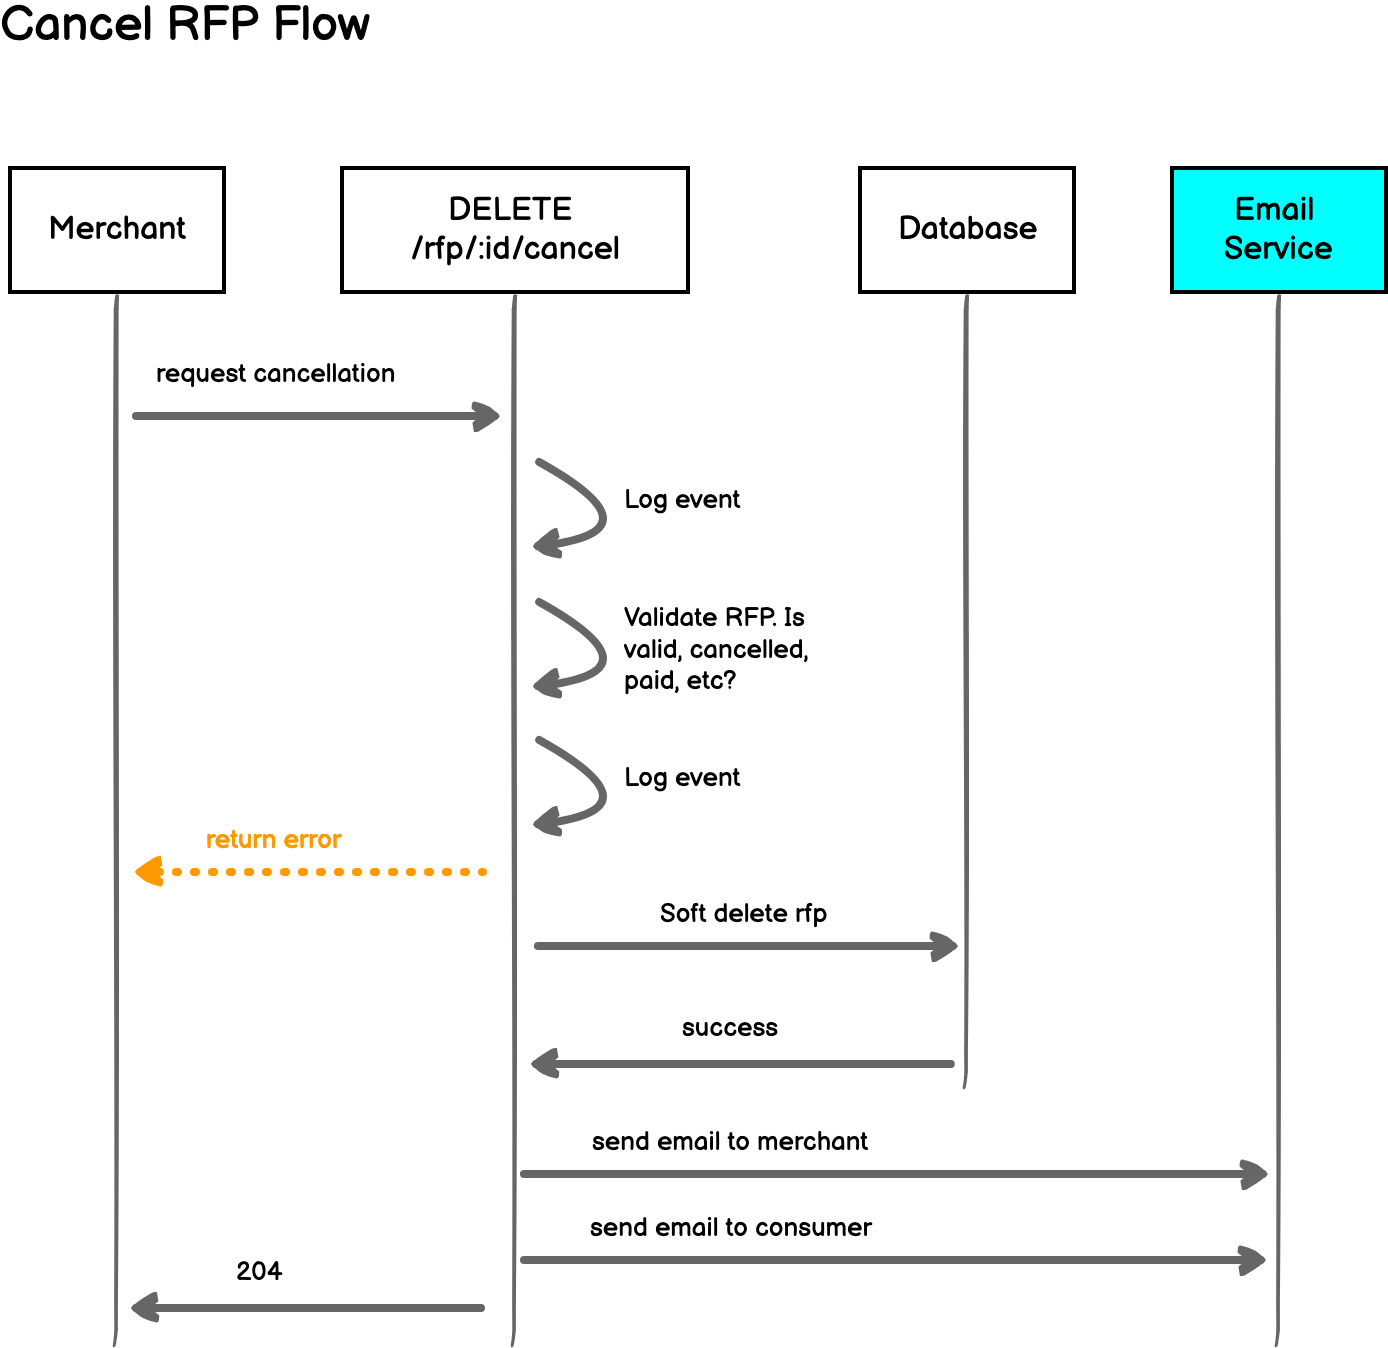 Cancel RFP Flow
Merchant
DELETE
/rfp/:id/cancel
Database
Email
Service
request cancellation
Log event
Validate RFP. Is
valid, cancelled,
paid, etc?
Log event
return error
Soft delete rfp
success
send email to merchant
send email to consumer
204